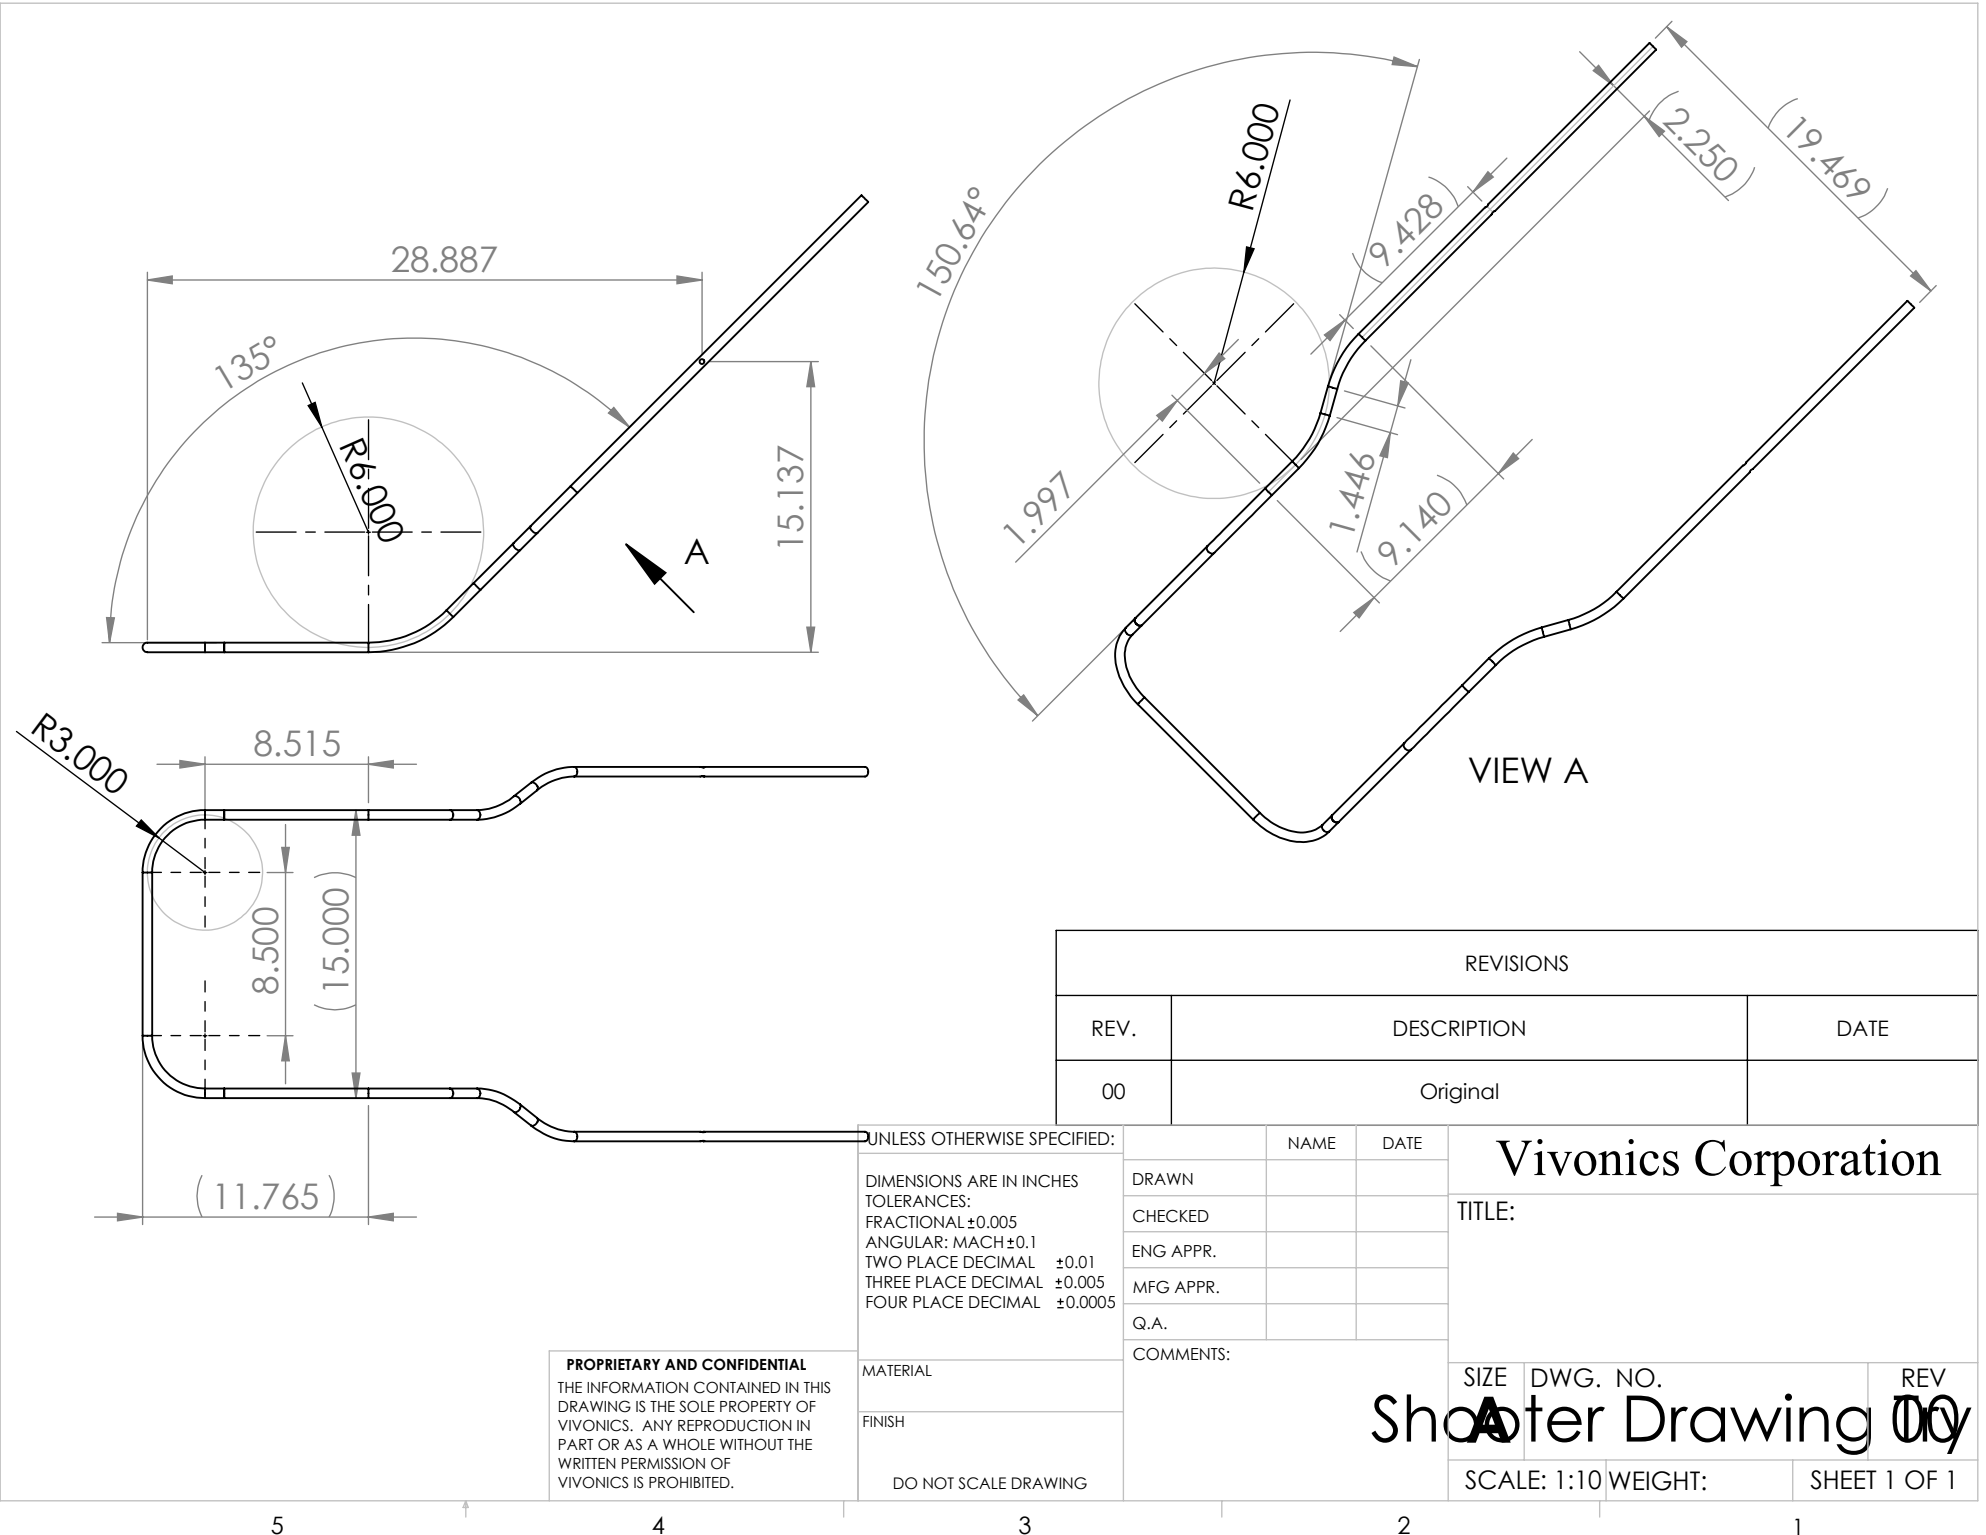 28.887
135°
R6.000
15.137
A
150.64°
R6.000
(9.428)
(2.250)
(19.469)
1.997
1.446
(9.140)
VIEW A
R3.000
8.515
8.500
(15.000)
(11.765)
REVISIONS
REV. DESCRIPTION DATE
00 Original
UNLESS OTHERWISE SPECIFIED:
DIMENSIONS ARE IN INCHES
TOLERANCES:
FRACTIONAL ±0.005
ANGULAR: MACH ±0.1
TWO PLACE DECIMAL ±0.01
THREE PLACE DECIMAL ±0.005
FOUR PLACE DECIMAL ±0.0005
MATERIAL
FINISH
DO NOT SCALE DRAWING
NAME DATE
DRAWN
CHECKED
ENG APPR.
MFG APPR.
Q.A.
COMMENTS:
Vivonics Corporation
TITLE:
SIZE DWG. NO. REV
A Shooter Drawing Try 00
SCALE: 1:10 WEIGHT: SHEET 1 OF 1
PROPRIETARY AND CONFIDENTIAL
THE INFORMATION CONTAINED IN THIS
DRAWING IS THE SOLE PROPERTY OF
VIVONICS. ANY REPRODUCTION IN
PART OR AS A WHOLE WITHOUT THE
WRITTEN PERMISSION OF
VIVONICS IS PROHIBITED.
5 4 3 2 1